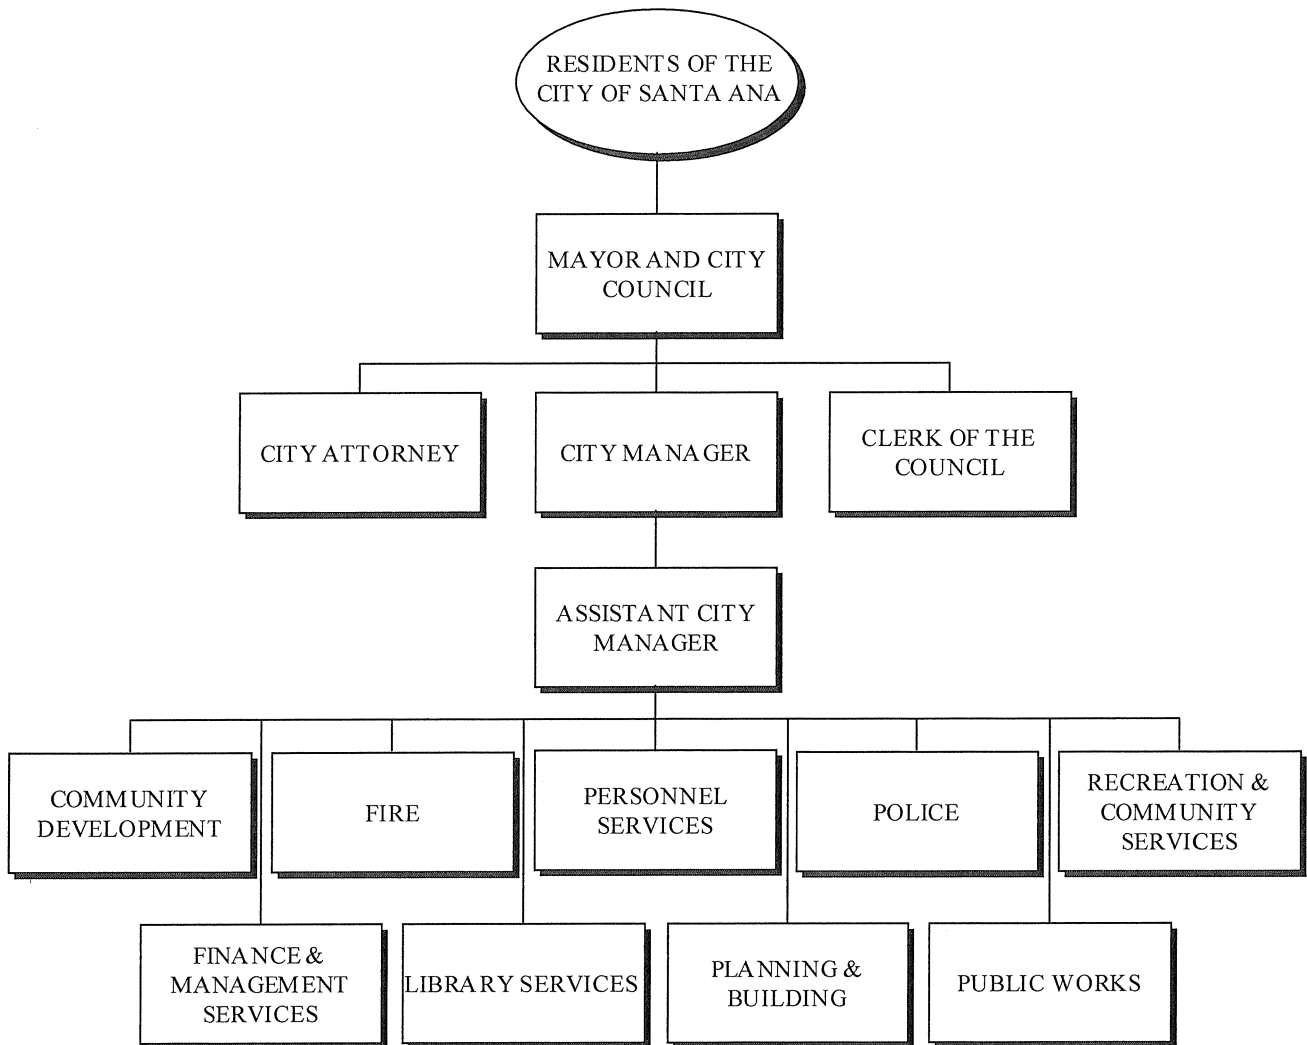 RESIDENTS OF THE
CITY OF SANTA ANA
MAYOR AND CITY
COUNCIL
CITY ATTORNEY
CITY MANAGER
CLERK OF THE
COUNCIL
ASSISTANT CITY
MANAGER
COMMUNITY
DEVELOPMENT
FIRE
PERSONNEL
SERVICES
POLICE
RECREATION &
COMMUNITY
SERVICES
FINANCE &
MANAGEMENT
SERVICES
LIBRARY SERVICES
PLANNING &
BUILDING
PUBLIC WORKS